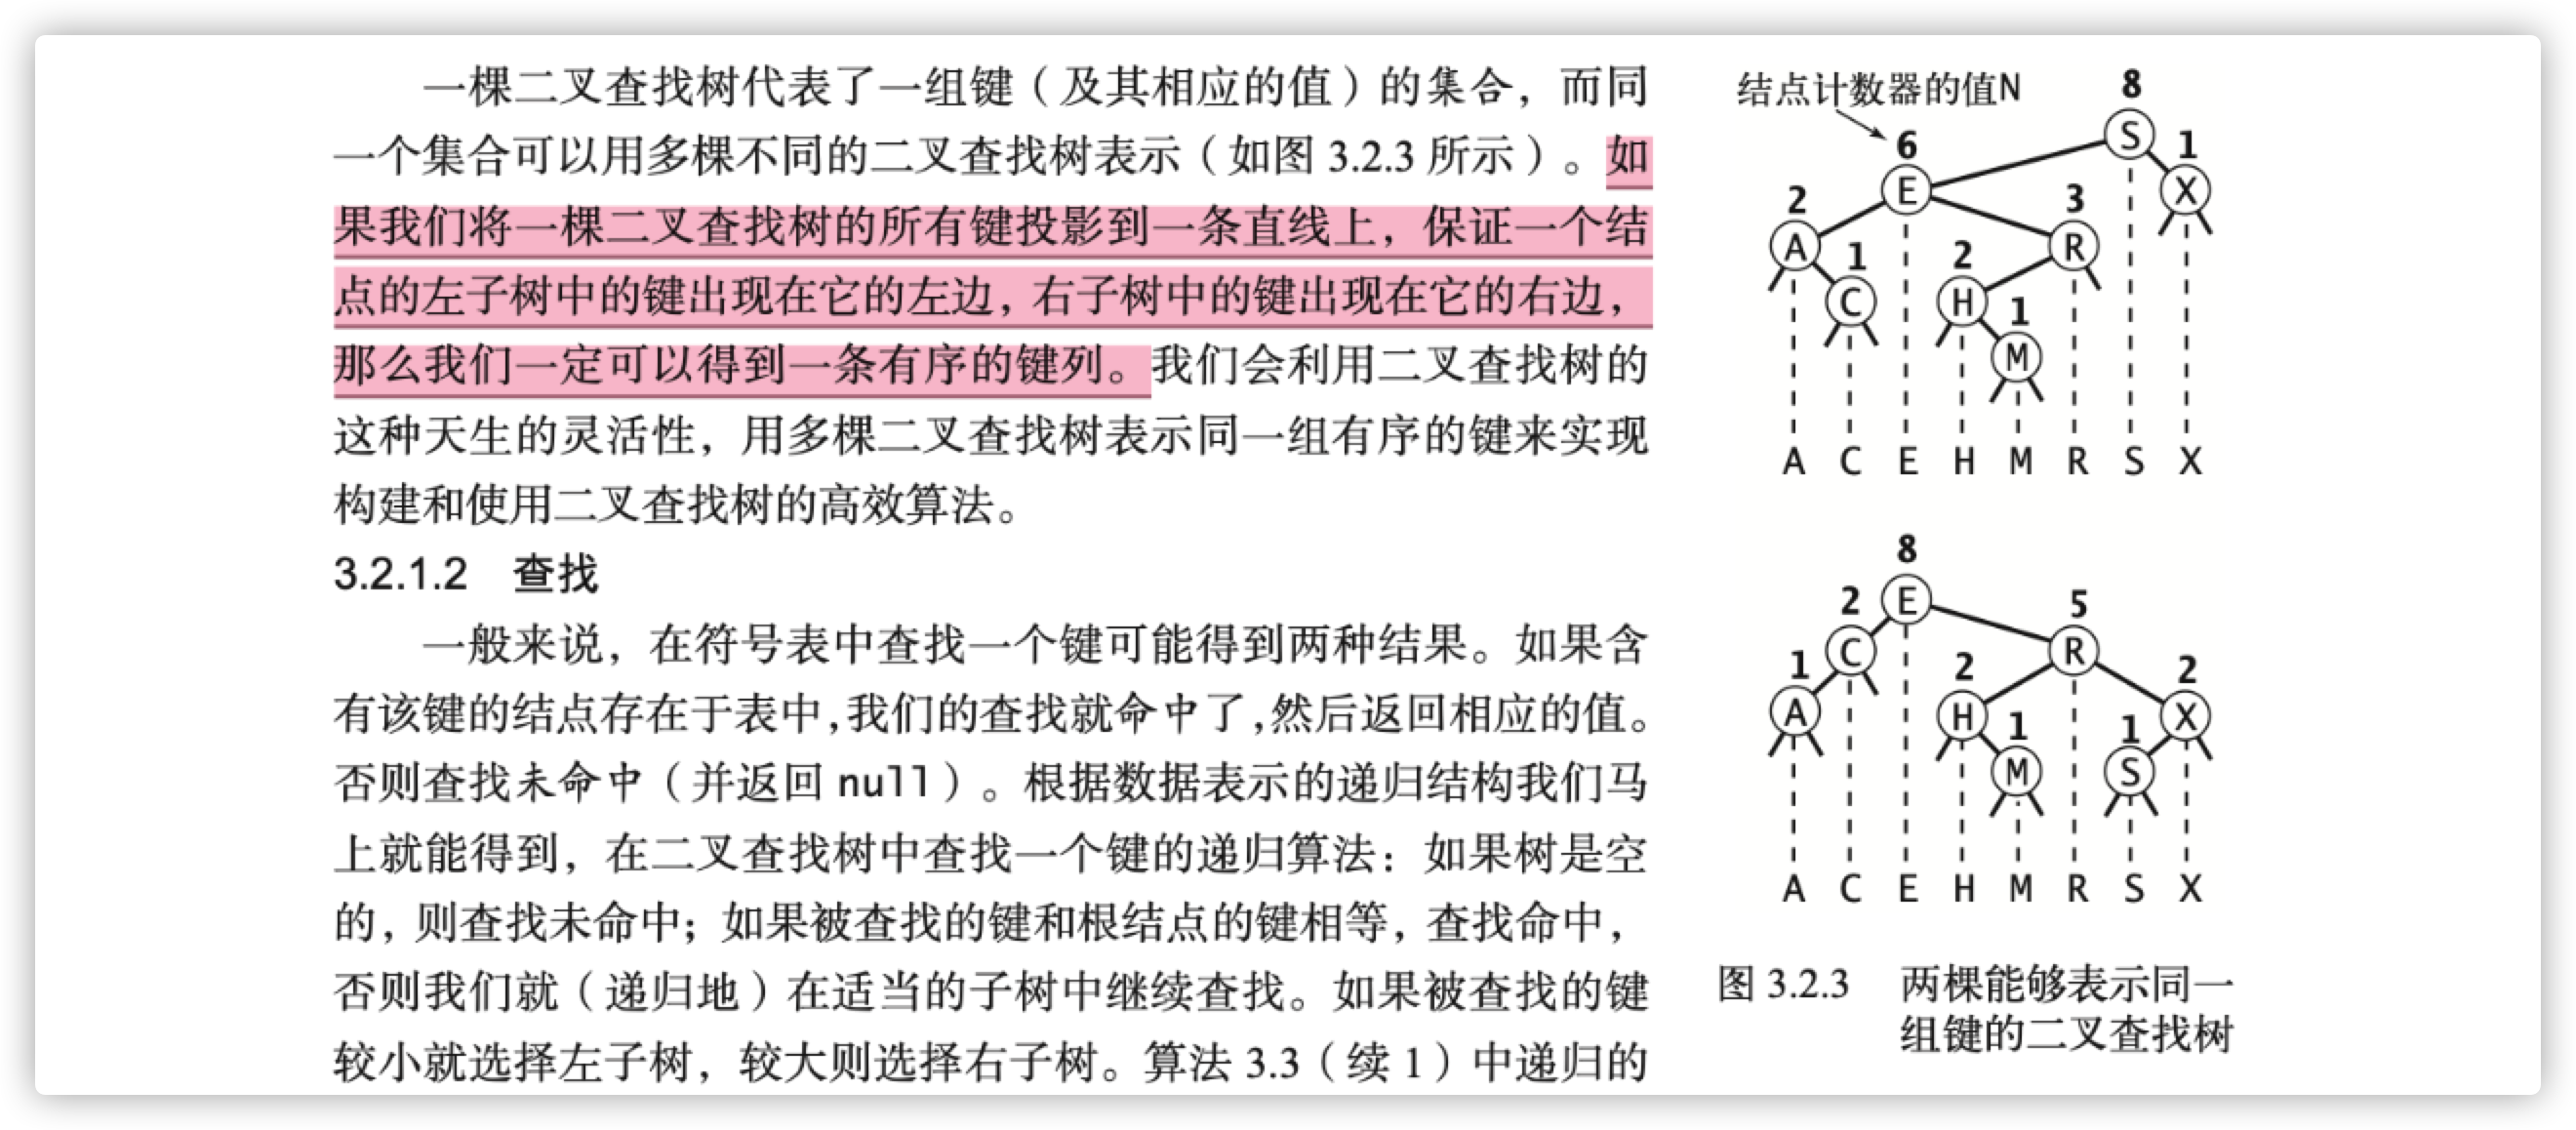 一棵二叉查找树代表了一组键（及其相应的值）的集合，而同
一个集合可以用多棵不同的二叉查找树表示（如图 3.2.3 所示）。如
果我们将一棵二叉查找树的所有键投影到一条直线上，保证一个结
点的左子树中的键出现在它的左边，右子树中的键出现在它的右边，
那么我们一定可以得到一条有序的键列。我们会利用二叉查找树的
这种天生的灵活性，用多棵二叉查找树表示同一组有序的键来实现
构建和使用二叉查找树的高效算法。
3.2.1.2 查找
一般来说，在符号表中查找一个键可能得到两种结果。如果含
有该键的结点存在于表中，我们的查找就命中了，然后返回相应的值。
否则查找未命中（并返回 null）。根据数据表示的递归结构我们马
上就能得到，在二叉查找树中查找一个键的递归算法：如果树是空
的，则查找未命中；如果被查找的键和根结点的键相等，查找命中，
否则我们就（递归地）在适当的子树中继续查找。如果被查找的键
较小就选择左子树，较大则选择右子树。算法 3.3（续 1）中递归的
结点计数器的值N
8
S
6
1
E
X
2
3
A
R
1
2
C
H
1
M
A C E H M R S X
8
E
2
5
C
R
1
2
2
A
H
X
1
1
M
S
A C E H M R S X
图 3.2.3 两棵能够表示同一
组键的二叉查找树